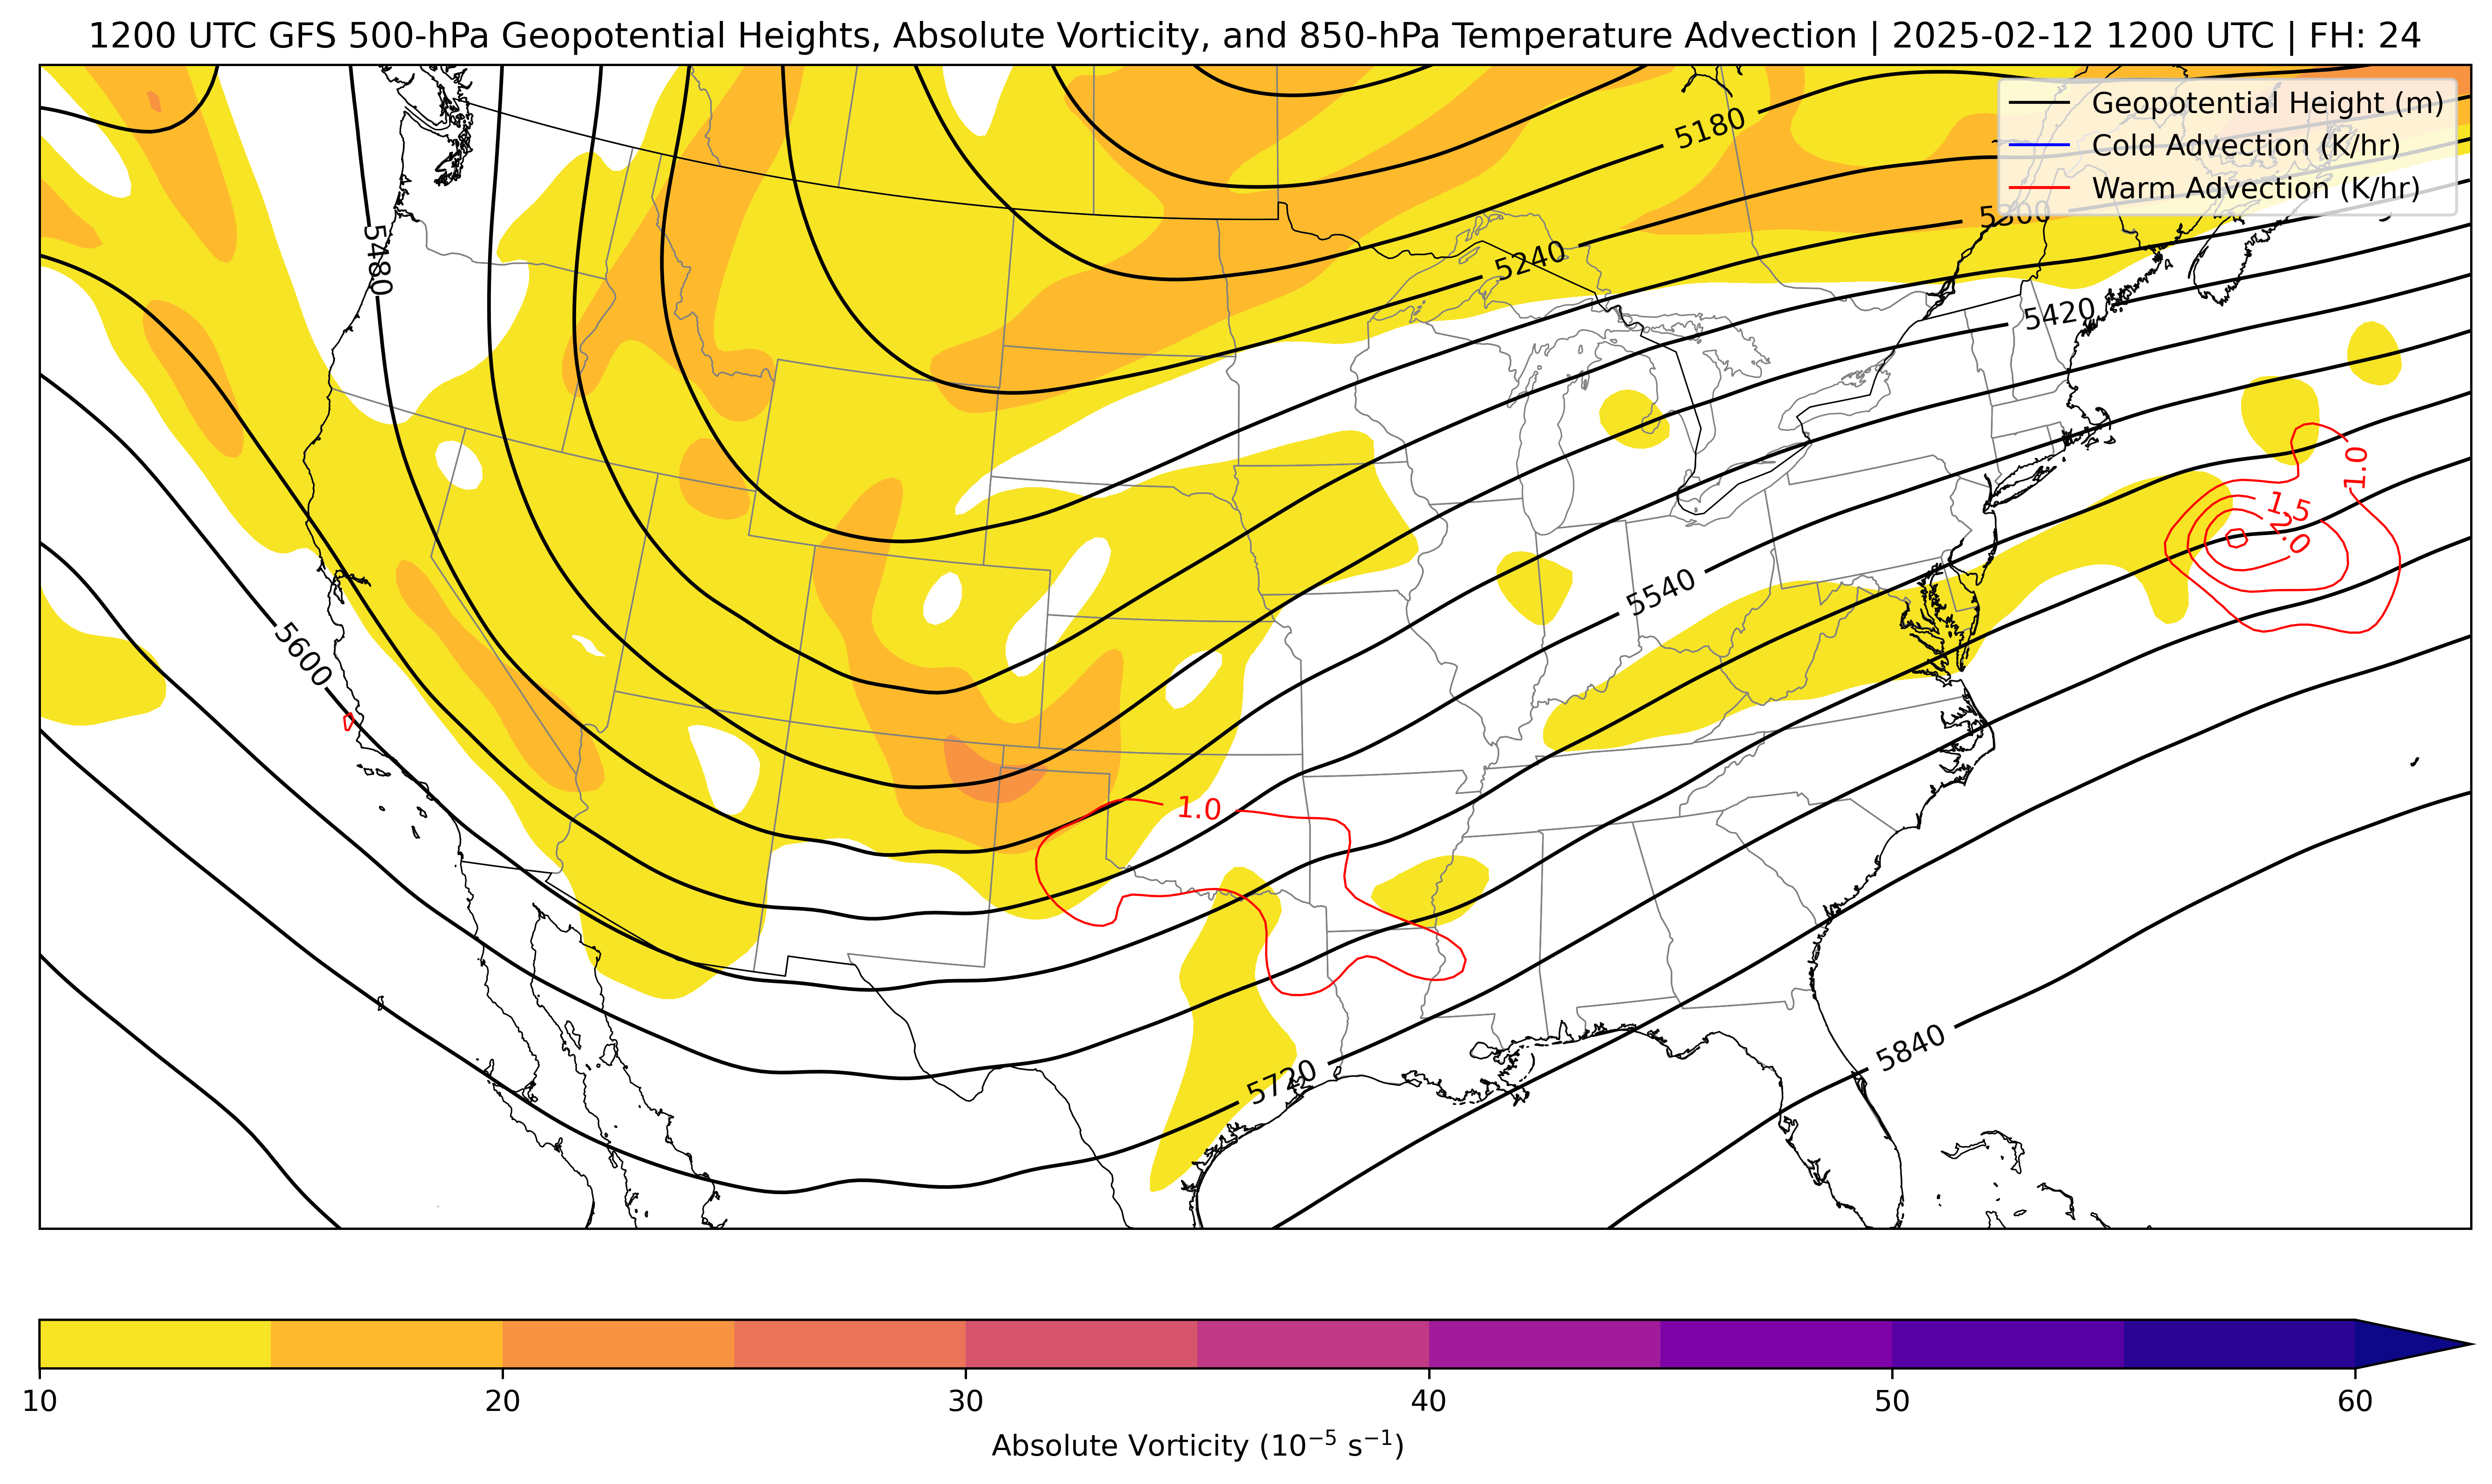 1200 UTC GFS 500-hPa Geopotential Heights, Absolute Vorticity, and 850-hPa Temperature Advection | 2025-02-12 1200 UTC | FH: 24
Geopotential Height (m)
Cold Advection (K/hr)
Warm Advection (K/hr)
5180
5300
5480
5240
5420
1.0
1.5
2.0
5540
5600
1.0
5720
5840
10 20 30 40 50 60
Absolute Vorticity (10⁻⁵ s⁻¹)